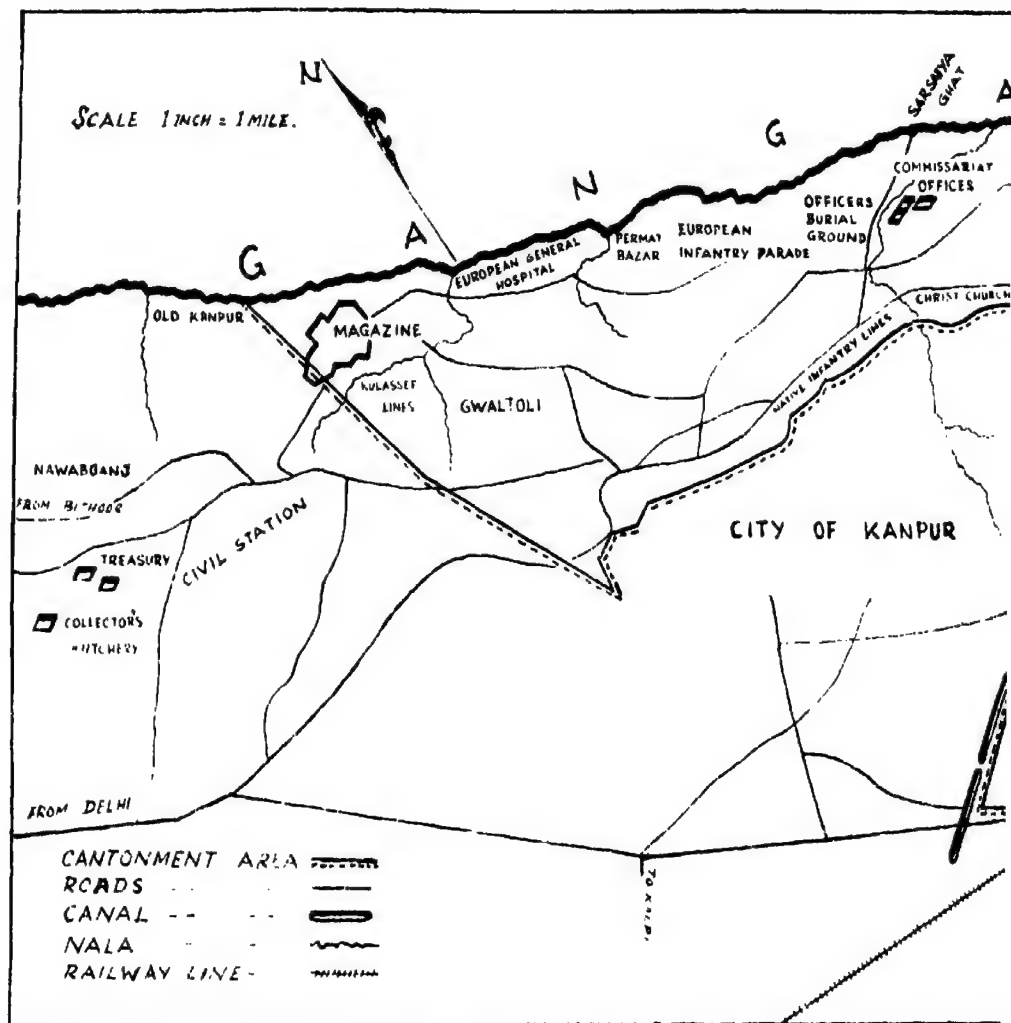 N
SCALE 1 INCH = 1 MILE.
SARSAIYA
GHAT
G A N G A
COMMISSARIAT
OFFICES
OFFICERS
BURIAL
GROUND
EUROPEAN
INFANTRY PARADE
PERMAT
BAZAR
EUROPEAN GENERAL
HOSPITAL
OLD KANPUR
MAGAZINE
CHRIST CHURCH
NATIVE INFANTRY LINES
LINES
GWALTOLI
NAWABGANJ
FROM BITHOOR
CIVIL STATION
CITY OF KANPUR
TREASURY
COLLECTOR'S
FROM DELHI
TO KALPI
CANTONMENT AREA
ROADS - -
CANAL -- --
NALA " "
RAILWAY LINE -